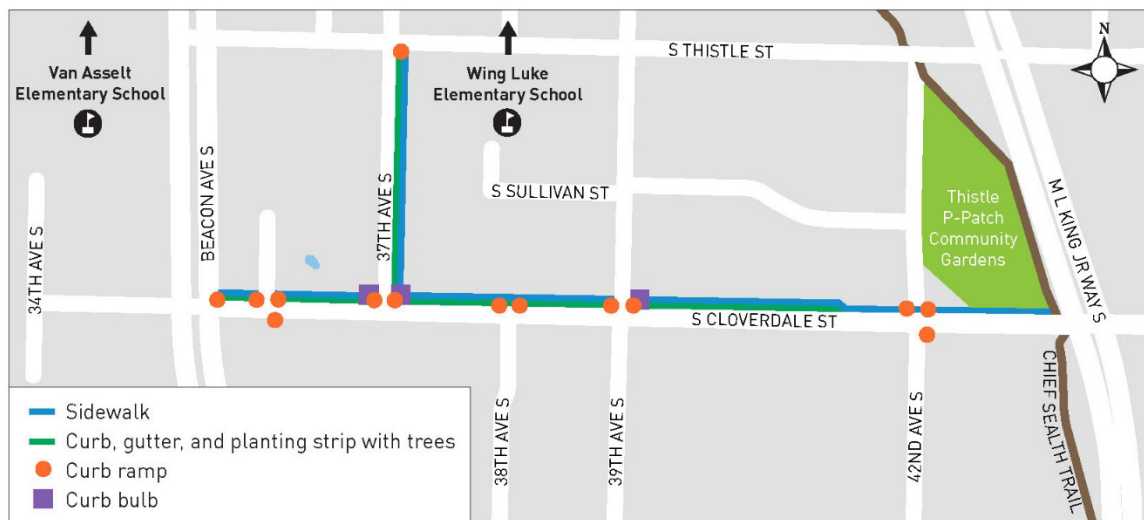 N
S THISTLE ST
Van Asselt
Elementary School
Wing Luke
Elementary School
BEACON AVE S
37TH AVE S
S SULLIVAN ST
34TH AVE S
Thistle
P-Patch
Community
Gardens
M L KING JR WAY S
S CLOVERDALE ST
38TH AVE S
39TH AVE S
42ND AVE S
CHIEF SEALTH TRAIL
Sidewalk
Curb, gutter, and planting strip with trees
Curb ramp
Curb bulb